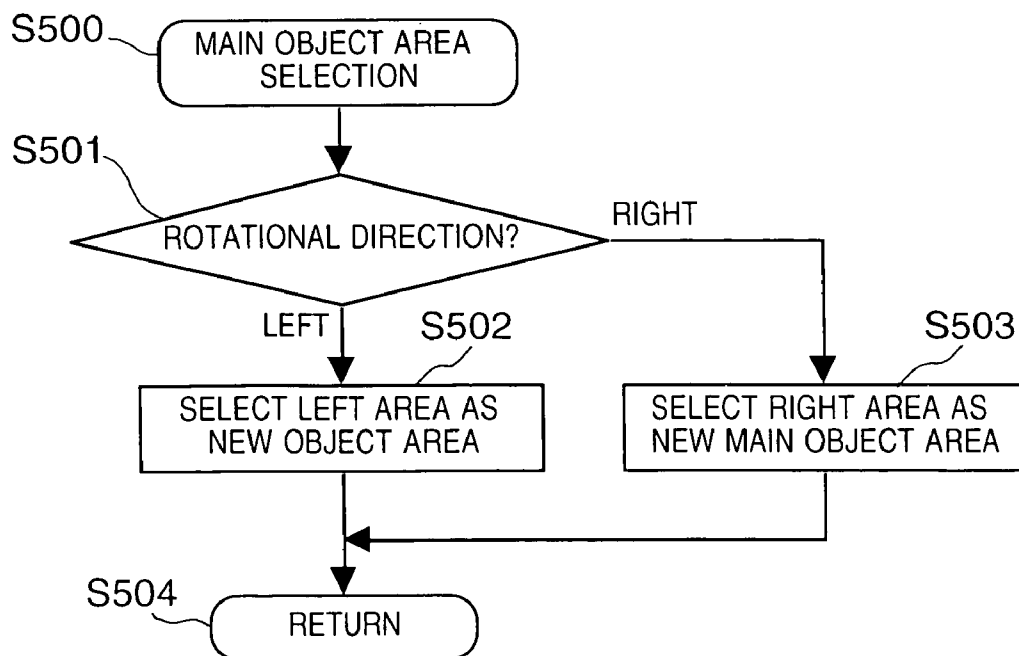 S500
MAIN OBJECT AREA
SELECTION
S501
ROTATIONAL DIRECTION?
RIGHT
LEFT
S502
S503
SELECT LEFT AREA AS
NEW OBJECT AREA
SELECT RIGHT AREA AS
NEW MAIN OBJECT AREA
S504
RETURN